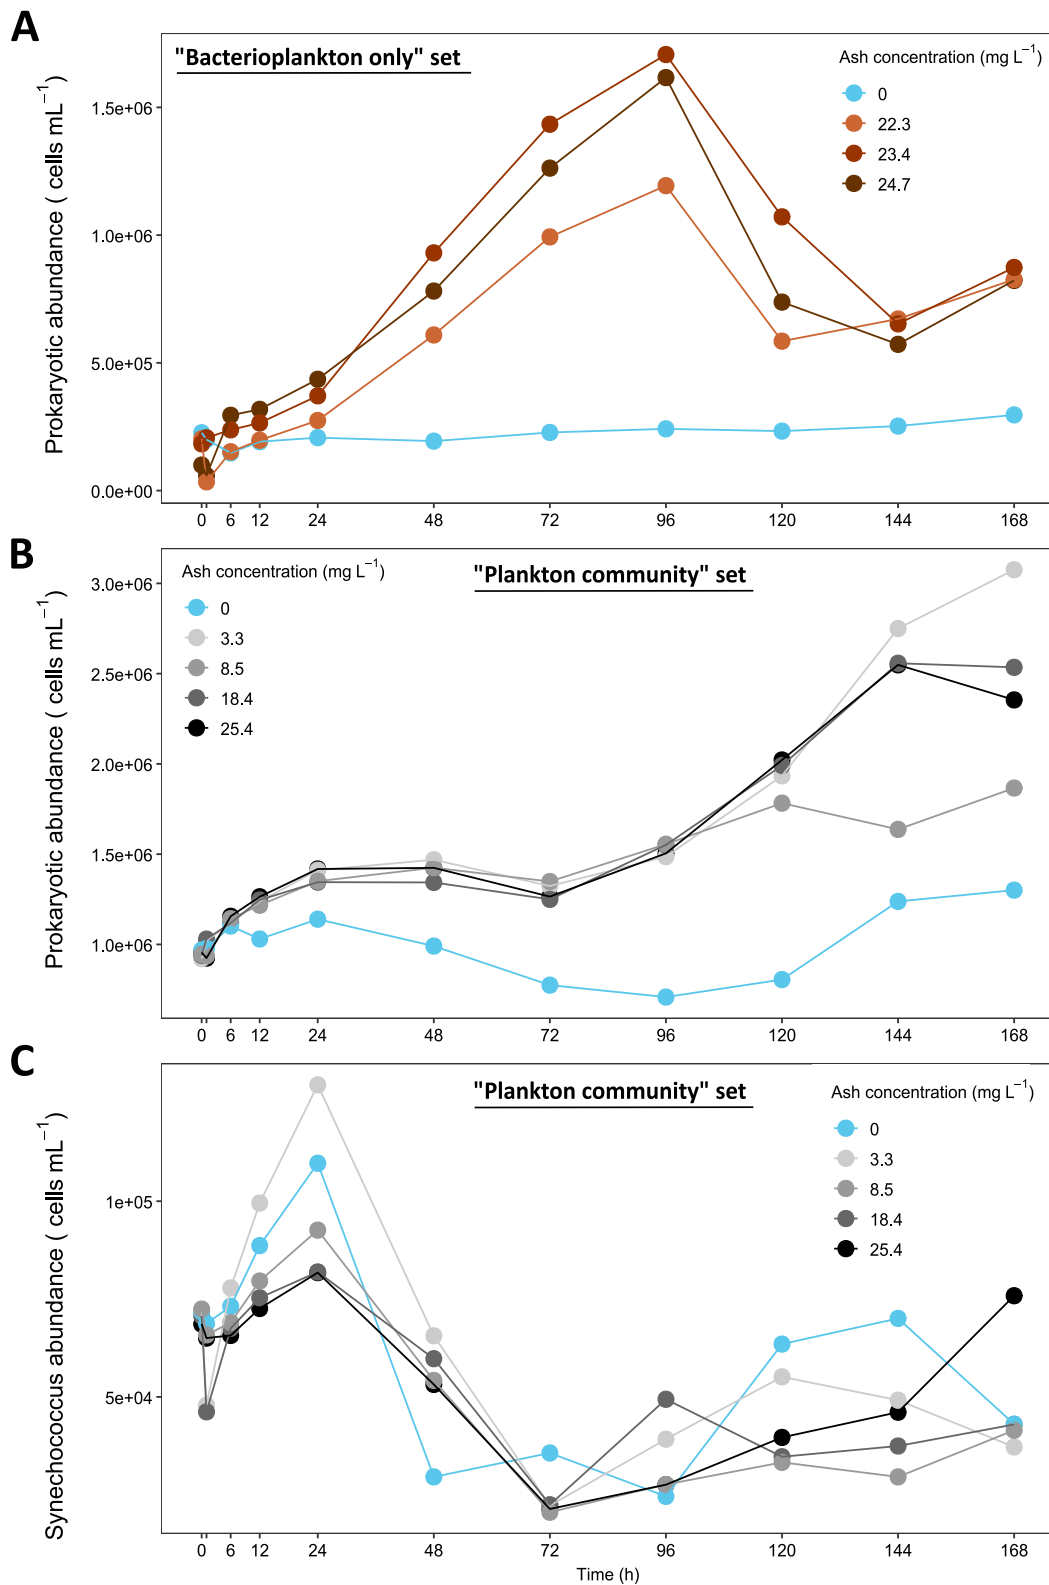 A
"Bacterioplankton only" set
Ash concentration (mg L⁻¹)
0
22.3
23.4
24.7
Prokaryotic abundance ( cells mL⁻¹)
1.5e+06
1.0e+06
5.0e+05
0.0e+00
0 6 12 24 48 72 96 120 144 168
B
Ash concentration (mg L⁻¹)
"Plankton community" set
0
3.3
8.5
18.4
25.4
Prokaryotic abundance ( cells mL⁻¹)
3.0e+06
2.5e+06
2.0e+06
1.5e+06
1.0e+06
0 6 12 24 48 72 96 120 144 168
C
"Plankton community" set
Ash concentration (mg L⁻¹)
0
3.3
8.5
18.4
25.4
Synechococcus abundance ( cells mL⁻¹)
1e+05
5e+04
0 6 12 24 48 72 96 120 144 168
Time (h)